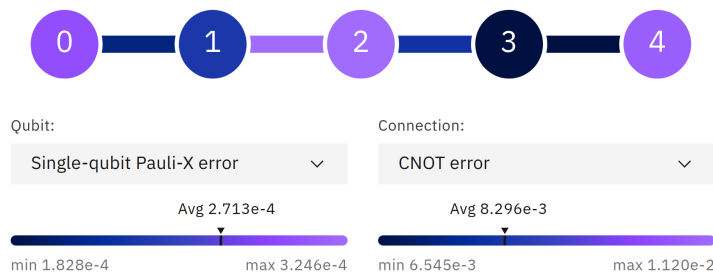 0 1 2 3 4
Qubit: Connection:
Single-qubit Pauli-X error CNOT error
Avg 2.713e-4 Avg 8.296e-3
min 1.828e-4 max 3.246e-4 min 6.545e-3 max 1.120e-2